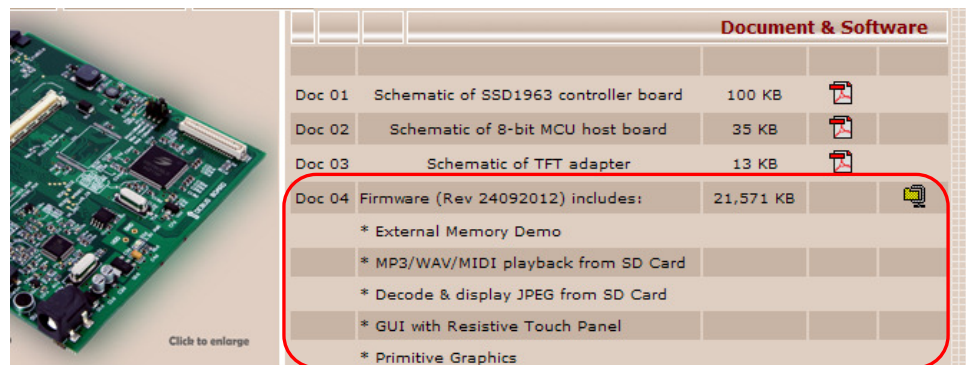 Document & Software
Doc 01 Schematic of SSD1963 controller board 100 KB
Doc 02 Schematic of 8-bit MCU host board 35 KB
Doc 03 Schematic of TFT adapter 13 KB
Doc 04 Firmware (Rev 24092012) includes: 21,571 KB
* External Memory Demo
* MP3/WAV/MIDI playback from SD Card
* Decode & display JPEG from SD Card
* GUI with Resistive Touch Panel
Click to enlarge
* Primitive Graphics